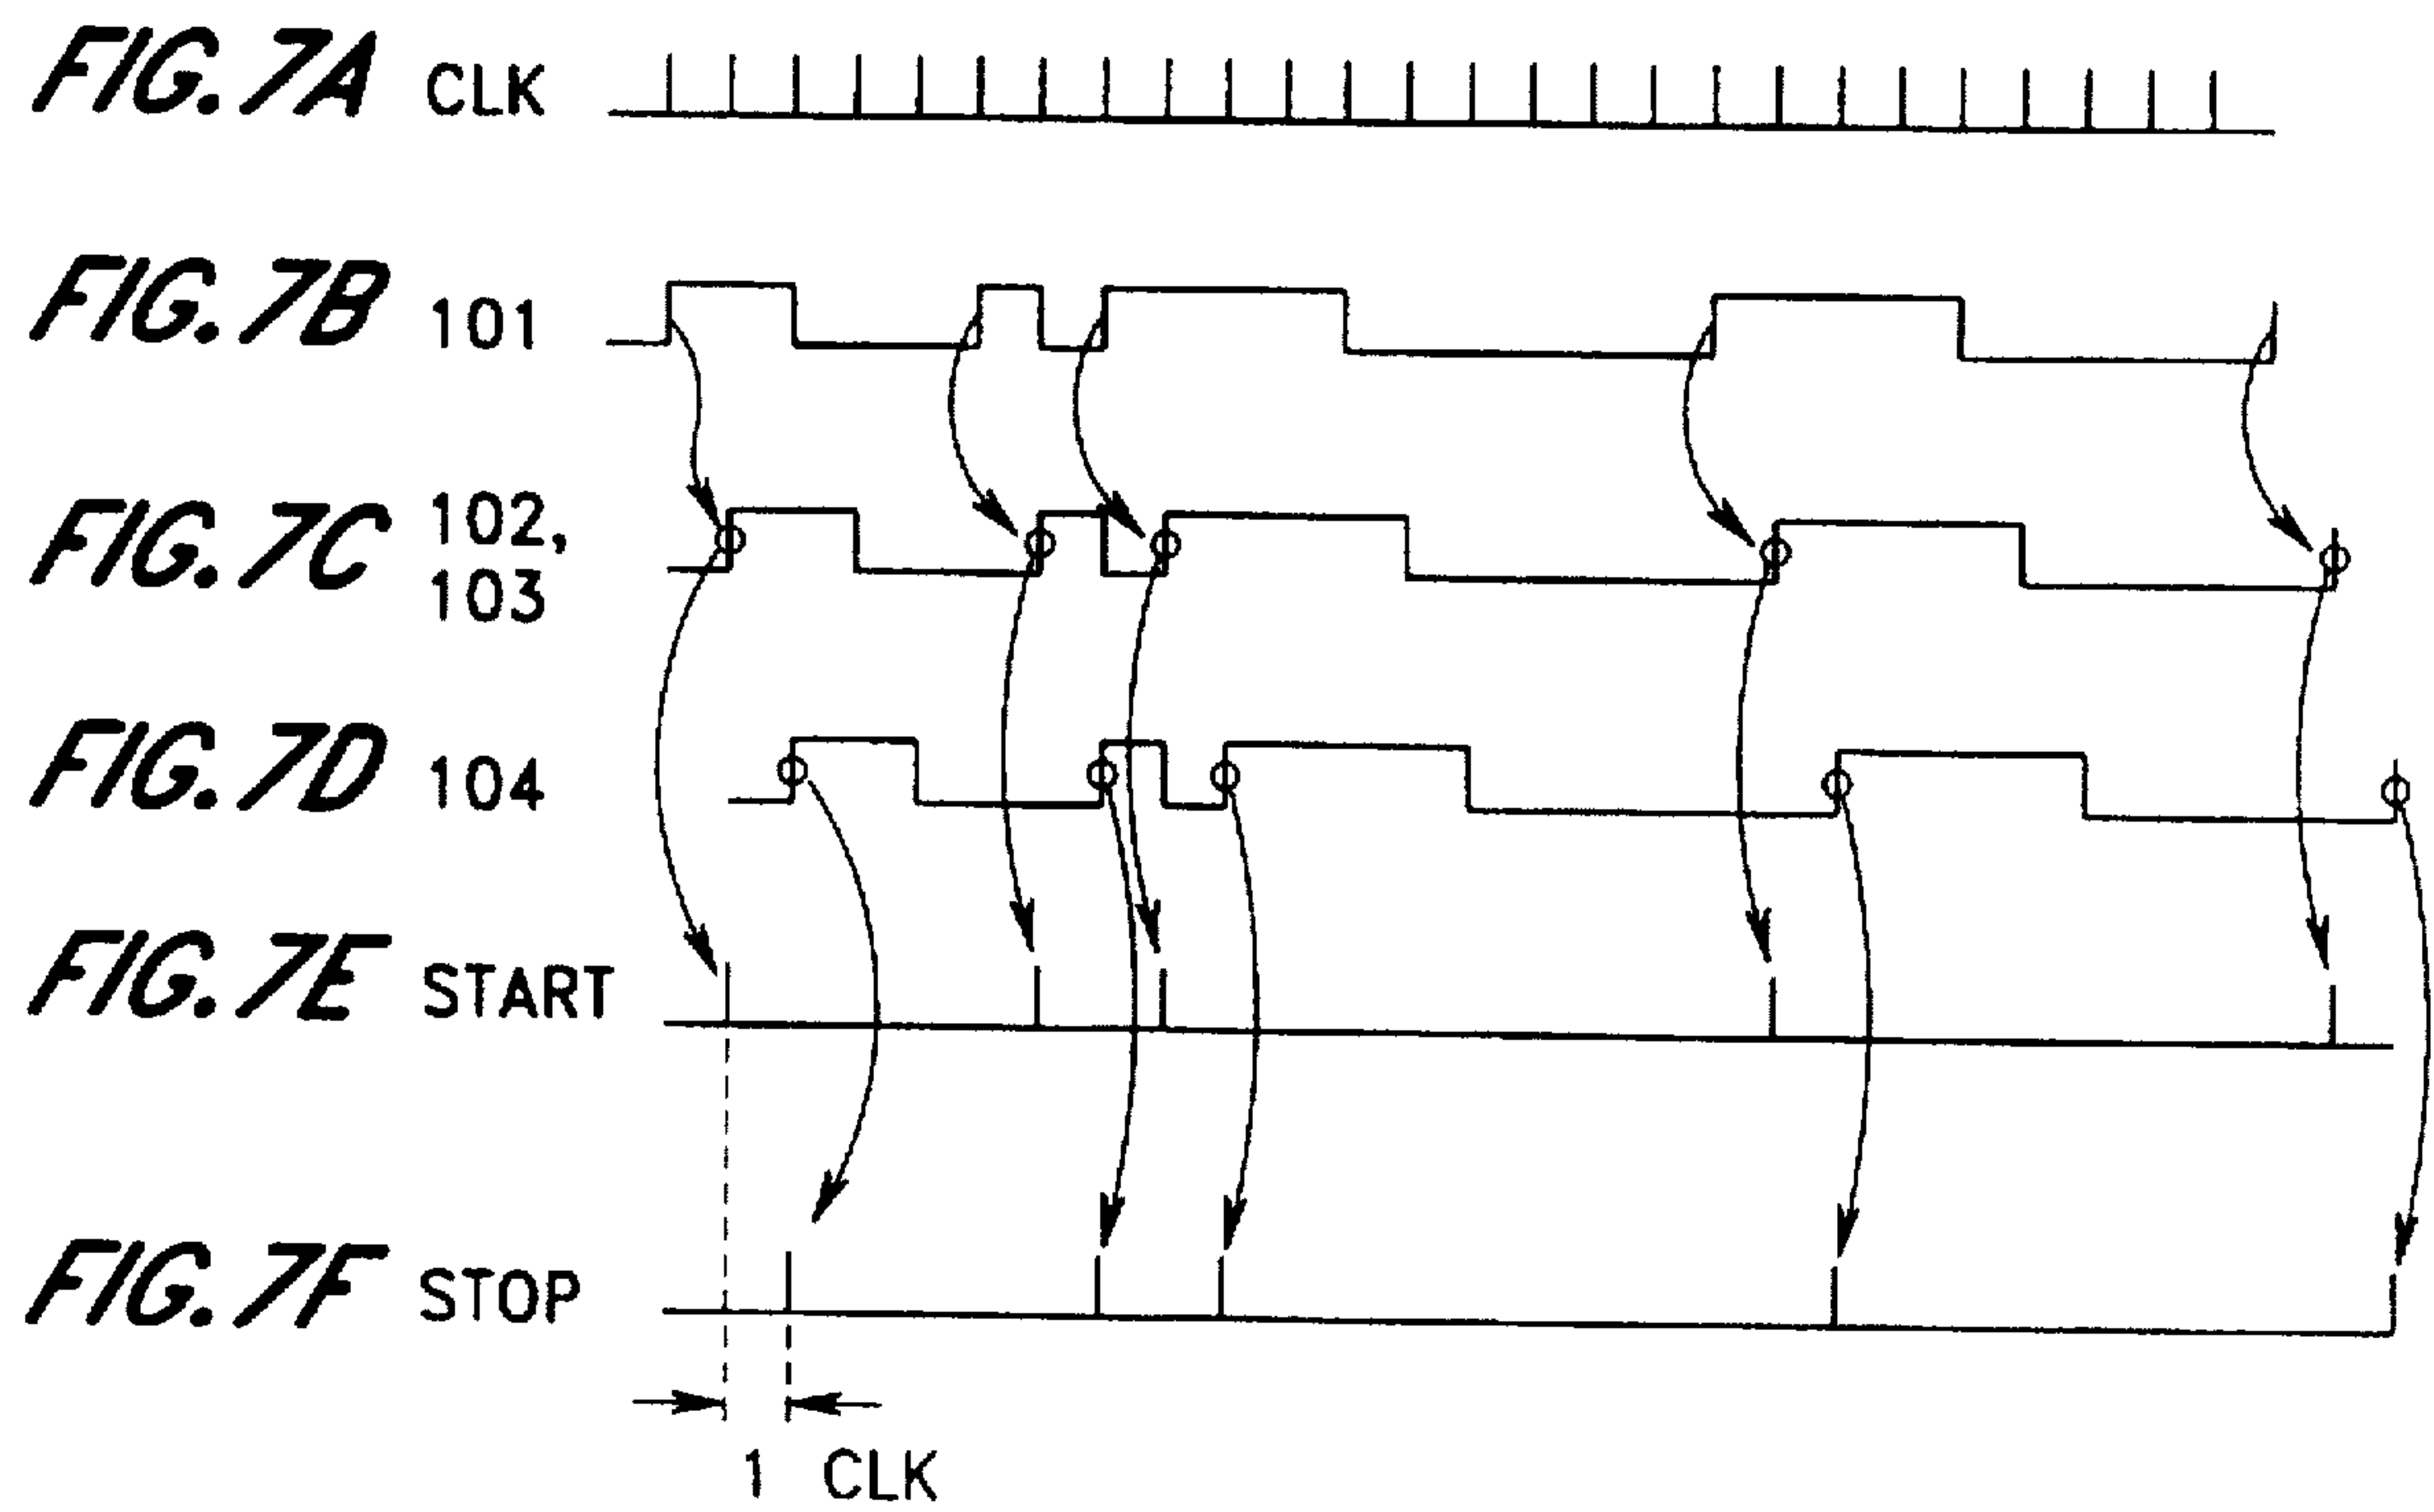 FIG. 7A CLK
FIG. 7B 101
FIG. 7C 102,
103
FIG. 7D 104
FIG. 7E START
FIG. 7F STOP
1 CLK